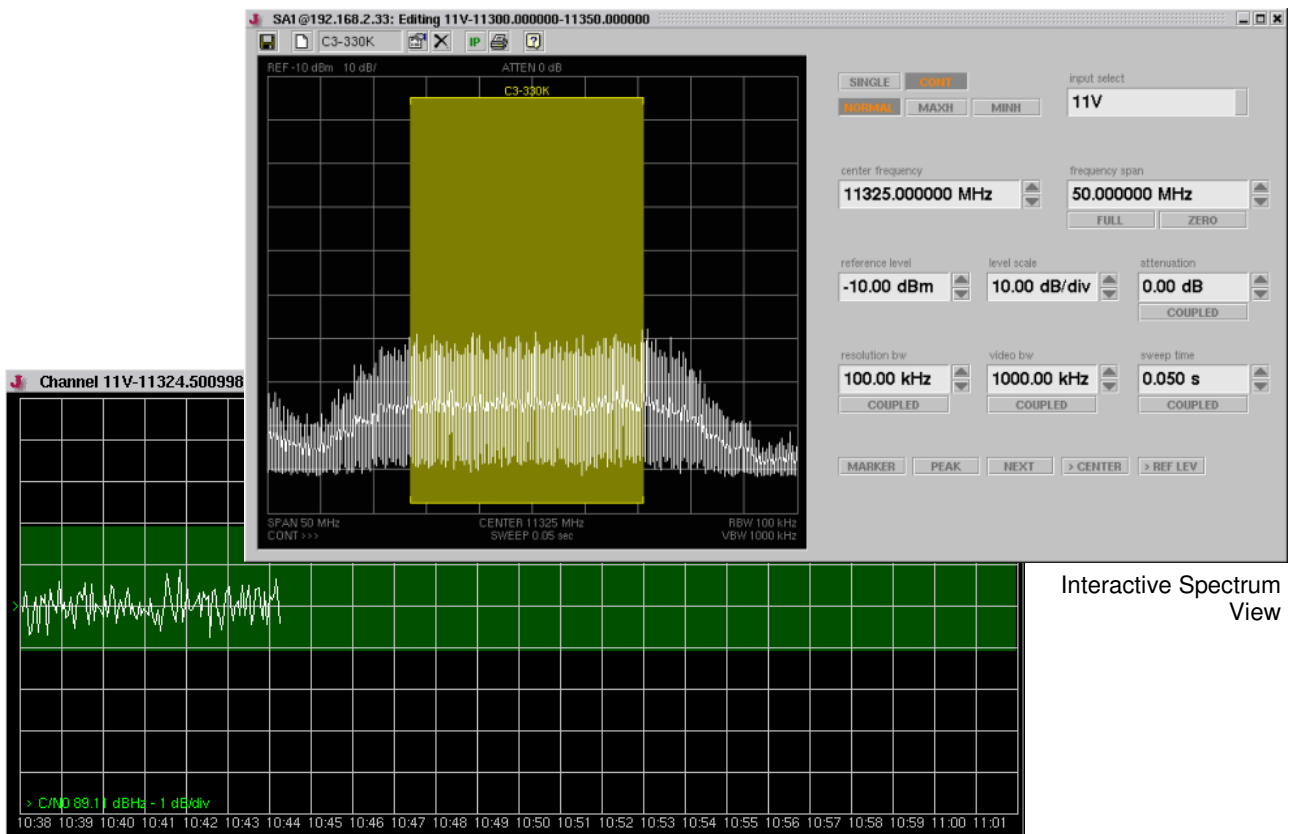 SA1@192.168.2.33: Editing 11V-11300.000000-11350.000000
C3-330K
IP
REF -10 dBm 10 dB/ ATTEN 0 dB
C3-330K
SPAN 50 MHz CENTER 11325 MHz RBW 100 kHz
CONT >>> SWEEP 0.05 sec VBW 1000 kHz
SINGLE CONT
NORMAL MAXH MINH
input select
11V
center frequency
11325.000000 MHz
frequency span
50.000000 MHz
FULL ZERO
reference level
-10.00 dBm
level scale
10.00 dB/div
attenuation
0.00 dB
COUPLED
resolution bw
100.00 kHz
COUPLED
video bw
1000.00 kHz
COUPLED
sweep time
0.050 s
COUPLED
MARKER PEAK NEXT > CENTER > REF LEV
Interactive Spectrum
View
Channel 11V-11324.500998
> C/N0 89.11 dBHz - 1 dB/div
10:38 10:39 10:40 10:41 10:42 10:43 10:44 10:45 10:46 10:47 10:48 10:49 10:50 10:51 10:52 10:53 10:54 10:55 10:56 10:57 10:58 10:59 11:00 11:01